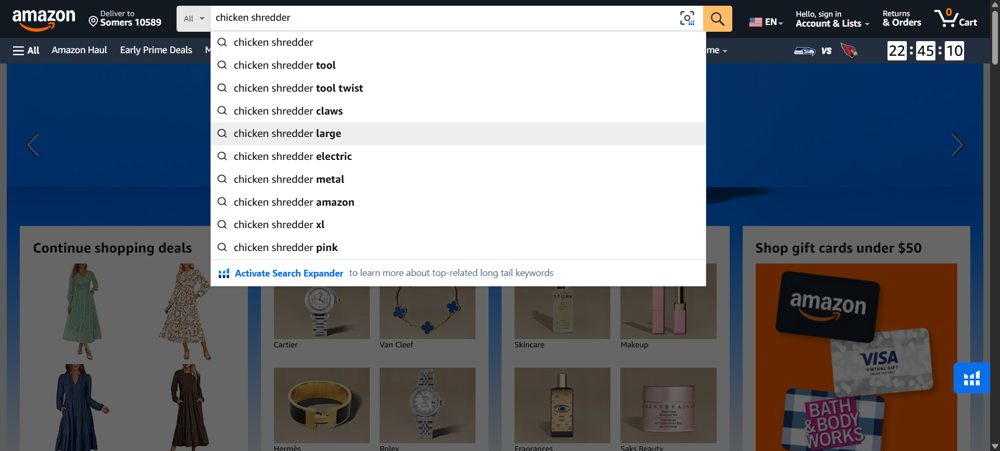 amazon
Deliver to
Somers 10589
All
chicken shredder
EN
Hello, sign in
Account & Lists
Returns
& Orders
0
Cart
All
Amazon Haul
Early Prime Deals
M
me
VS
22 : 45 : 10
chicken shredder
chicken shredder tool
chicken shredder tool twist
chicken shredder claws
chicken shredder large
chicken shredder electric
chicken shredder metal
chicken shredder amazon
chicken shredder xl
chicken shredder pink
Activate Search Expander to learn more about top-related long tail keywords
Continue shopping deals
Cartier
Van Cleef
Hermès
Rolex
STURM
Skincare
Makeup
CHANTECAILLE
Fragrances
Saks Beauty
Shop gift cards under $50
amazon
VISA
VIRTUAL GIFT
ONLINE USE ONLY
BATH
& BODY
WORKS